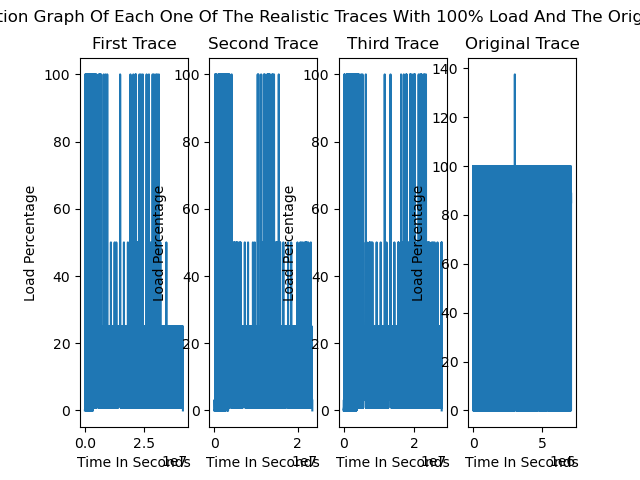 tion Graph Of Each One Of The Realistic Traces With 100% Load And The Orig
First Trace Second Trace Third Trace Original Trace
100 100 100 140
80 80 80 120
60 60 60 100
40 40 40 80
20 20 20 60
0 0 0 40
20
0
Load Percentage Load Percentage Load Percentage Load Percentage
0.0 2.5 0 2 0 2 0 5
1e7 1e7 1e7 1e6
Time In Seconds Time In Seconds Time In Seconds Time In Seconds